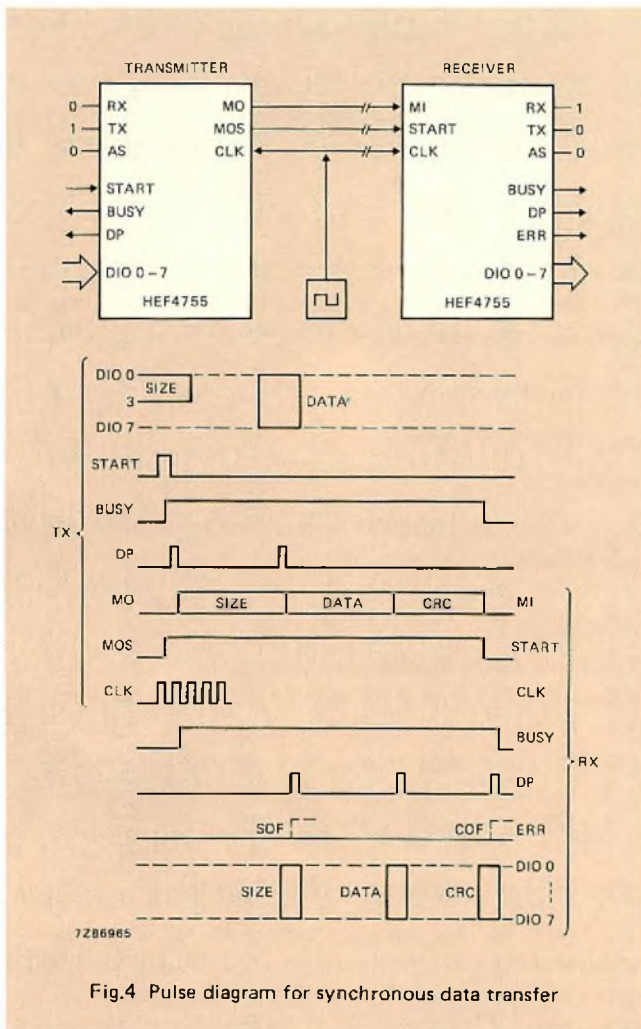 TRANSMITTER RECEIVER
0 RX MO MI RX 1
1 TX MOS START TX 0
0 AS CLK CLK AS 0
START BUSY
BUSY DP
DP ERR
DIO 0-7 DIO 0-7
HEF4755 HEF4755
DIO 0
SIZE
3 DATA
DIO 7
START
BUSY
TX
DP
MO SIZE DATA CRC MI
MOS START
CLK CLK
BUSY
RX
DP
SOF COF ERR
DIO 0
SIZE DATA CRC
DIO 7
7Z86965
Fig.4 Pulse diagram for synchronous data transfer